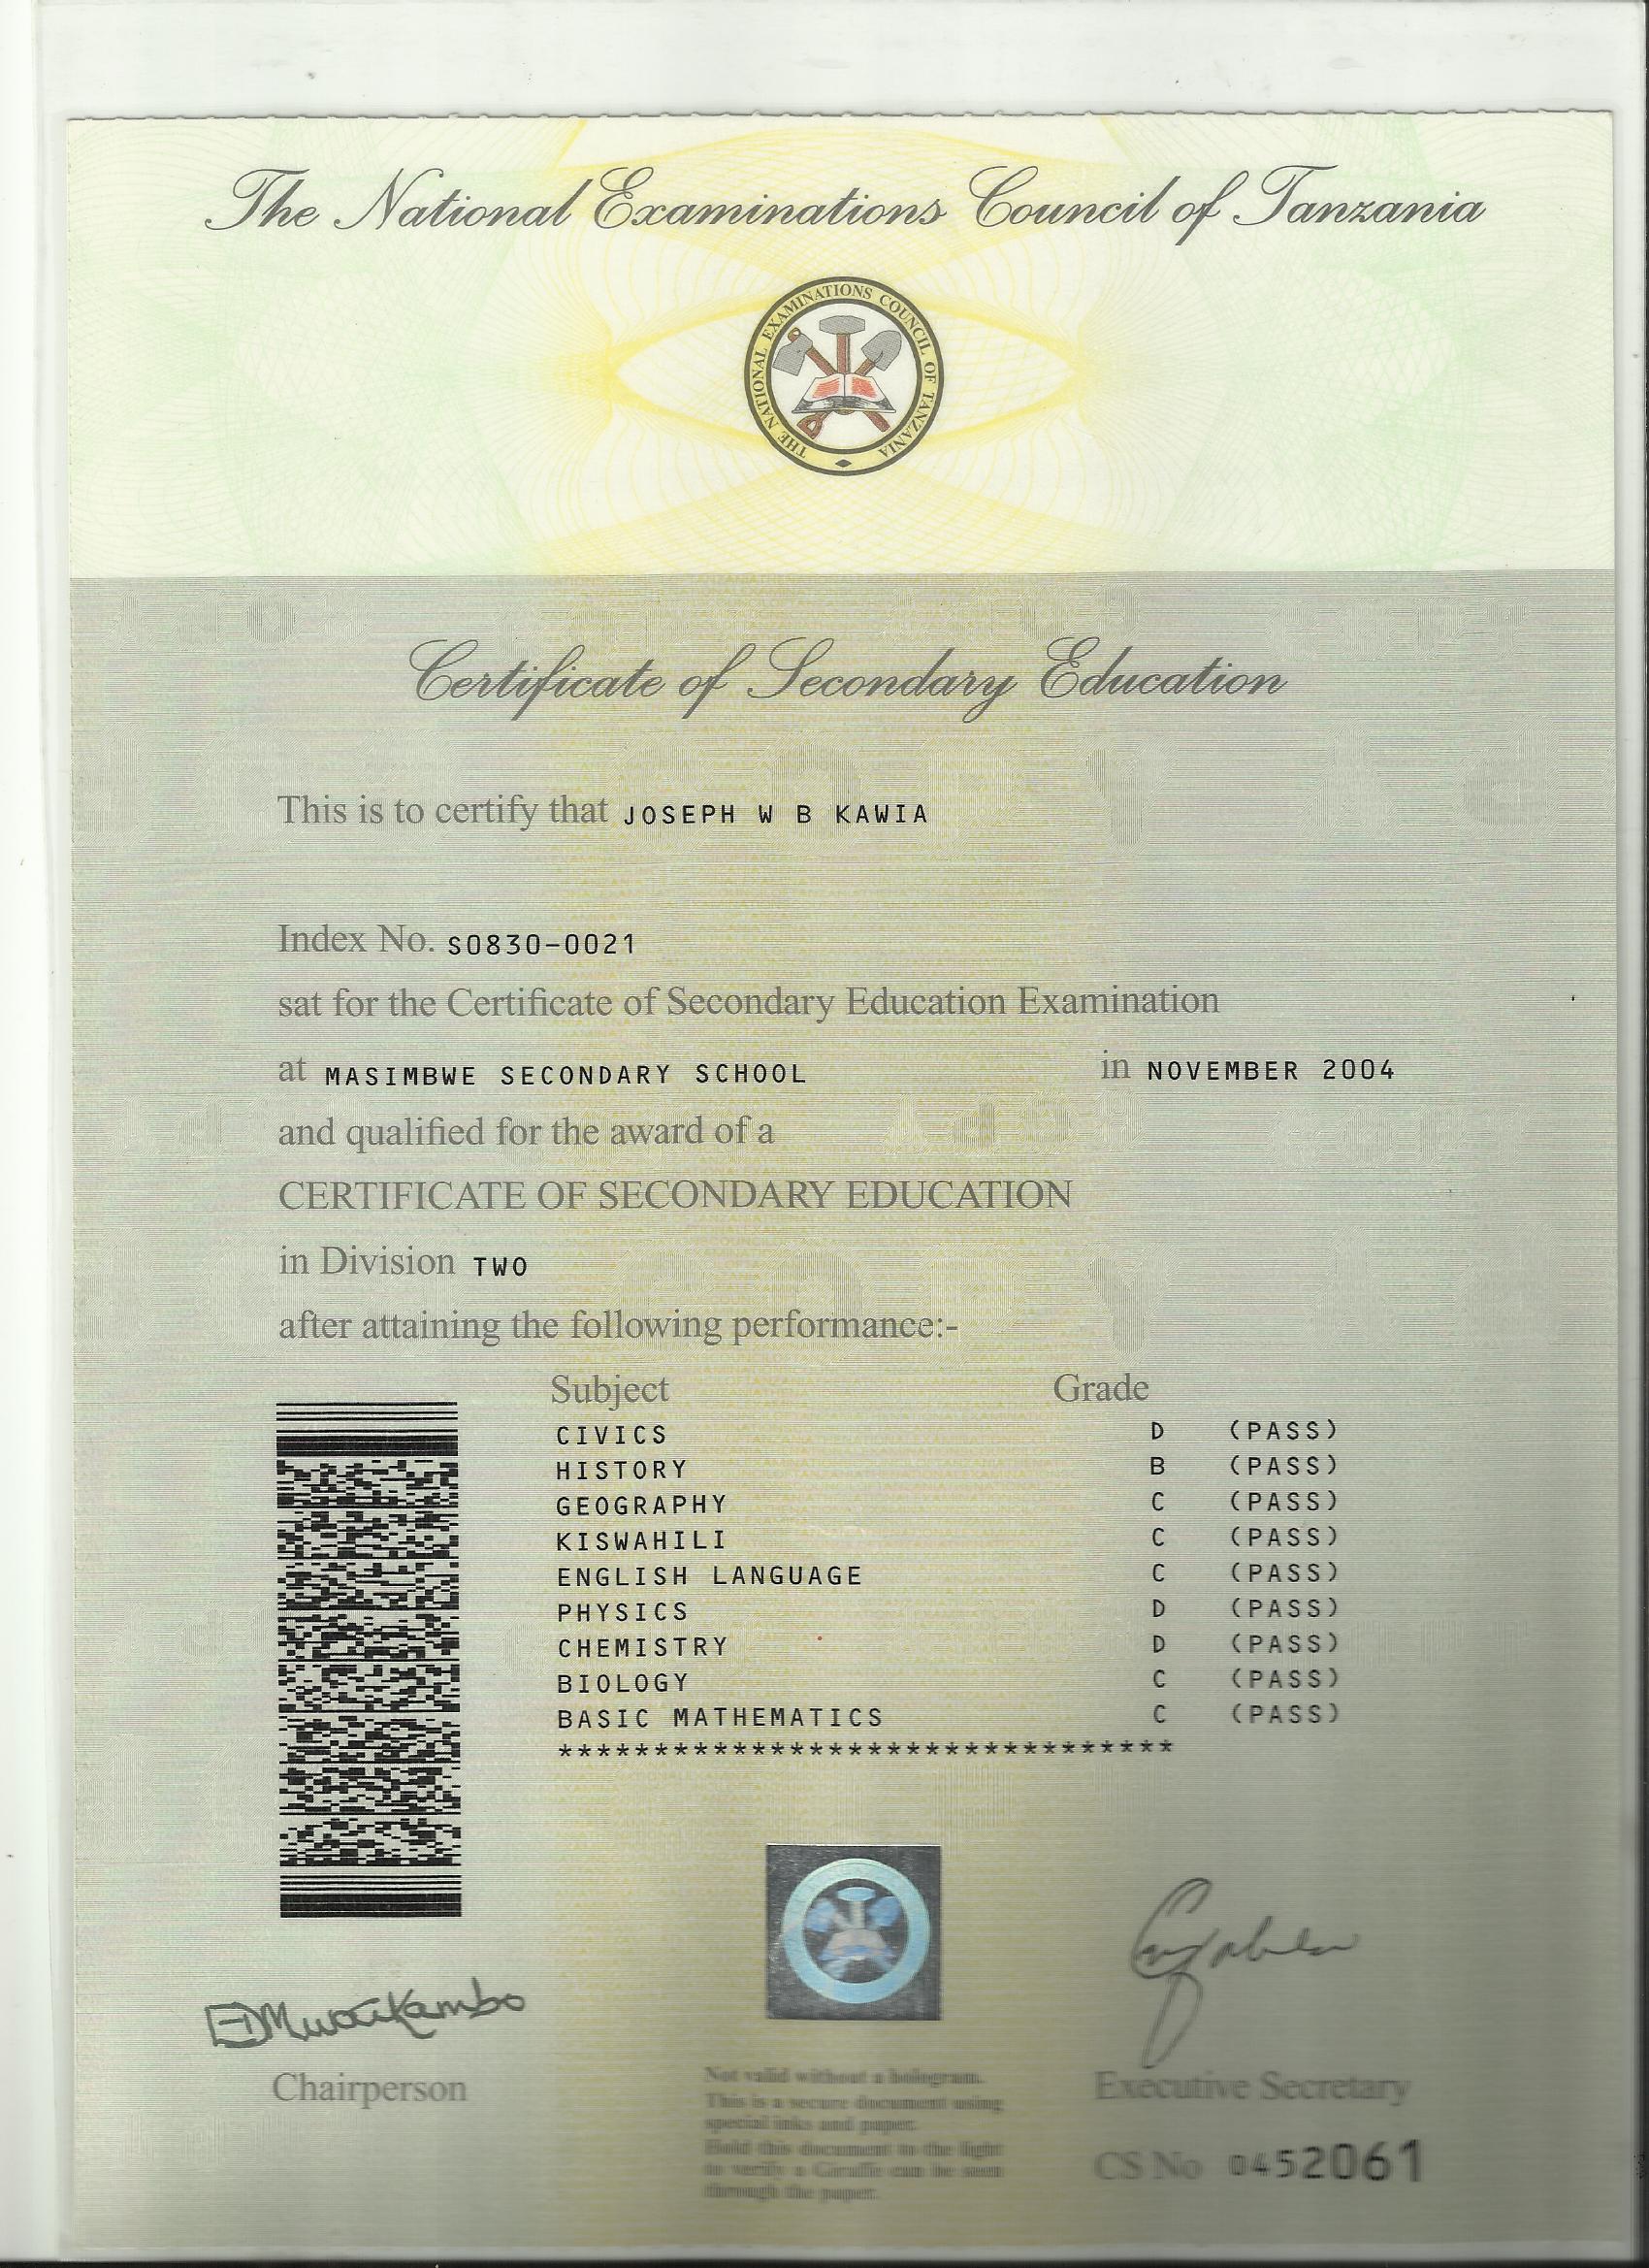 The National Examinations Council of Tanzania
THE NATIONAL EXAMINATIONS COUNCIL OF TANZANIA
Certificate of Secondary Education
This is to certify that JOSEPH W B KAWIA
Index No. S0830-0021
sat for the Certificate of Secondary Education Examination
at MASIMBWE SECONDARY SCHOOL in NOVEMBER 2004
and qualified for the award of a
CERTIFICATE OF SECONDARY EDUCATION
in Division TWO
after attaining the following performance:-
Subject Grade
CIVICS D (PASS)
HISTORY B (PASS)
GEOGRAPHY C (PASS)
KISWAHILI C (PASS)
ENGLISH LANGUAGE C (PASS)
PHYSICS D (PASS)
CHEMISTRY D (PASS)
BIOLOGY C (PASS)
BASIC MATHEMATICS C (PASS)
********************************
Chairperson
Executive Secretary
Not valid without a hologram.
This is a secure document using
special inks and paper.
Hold this document to the light
to verify a Giraffe can be seen
through the paper.
CS No 0452061